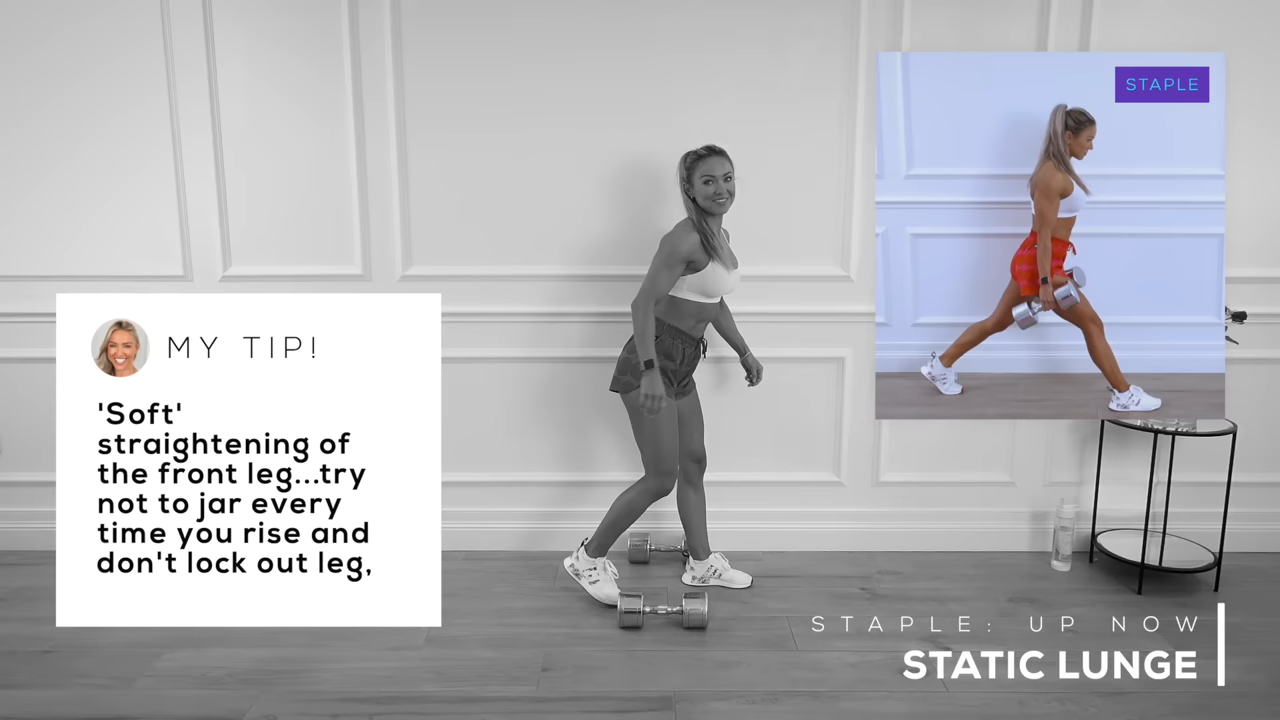 STAPLE
MY TIP!
'Soft'
straightening of
the front leg...try
not to jar every
time you rise and
don't lock out leg,
STAPLE: UP NOW
STATIC LUNGE